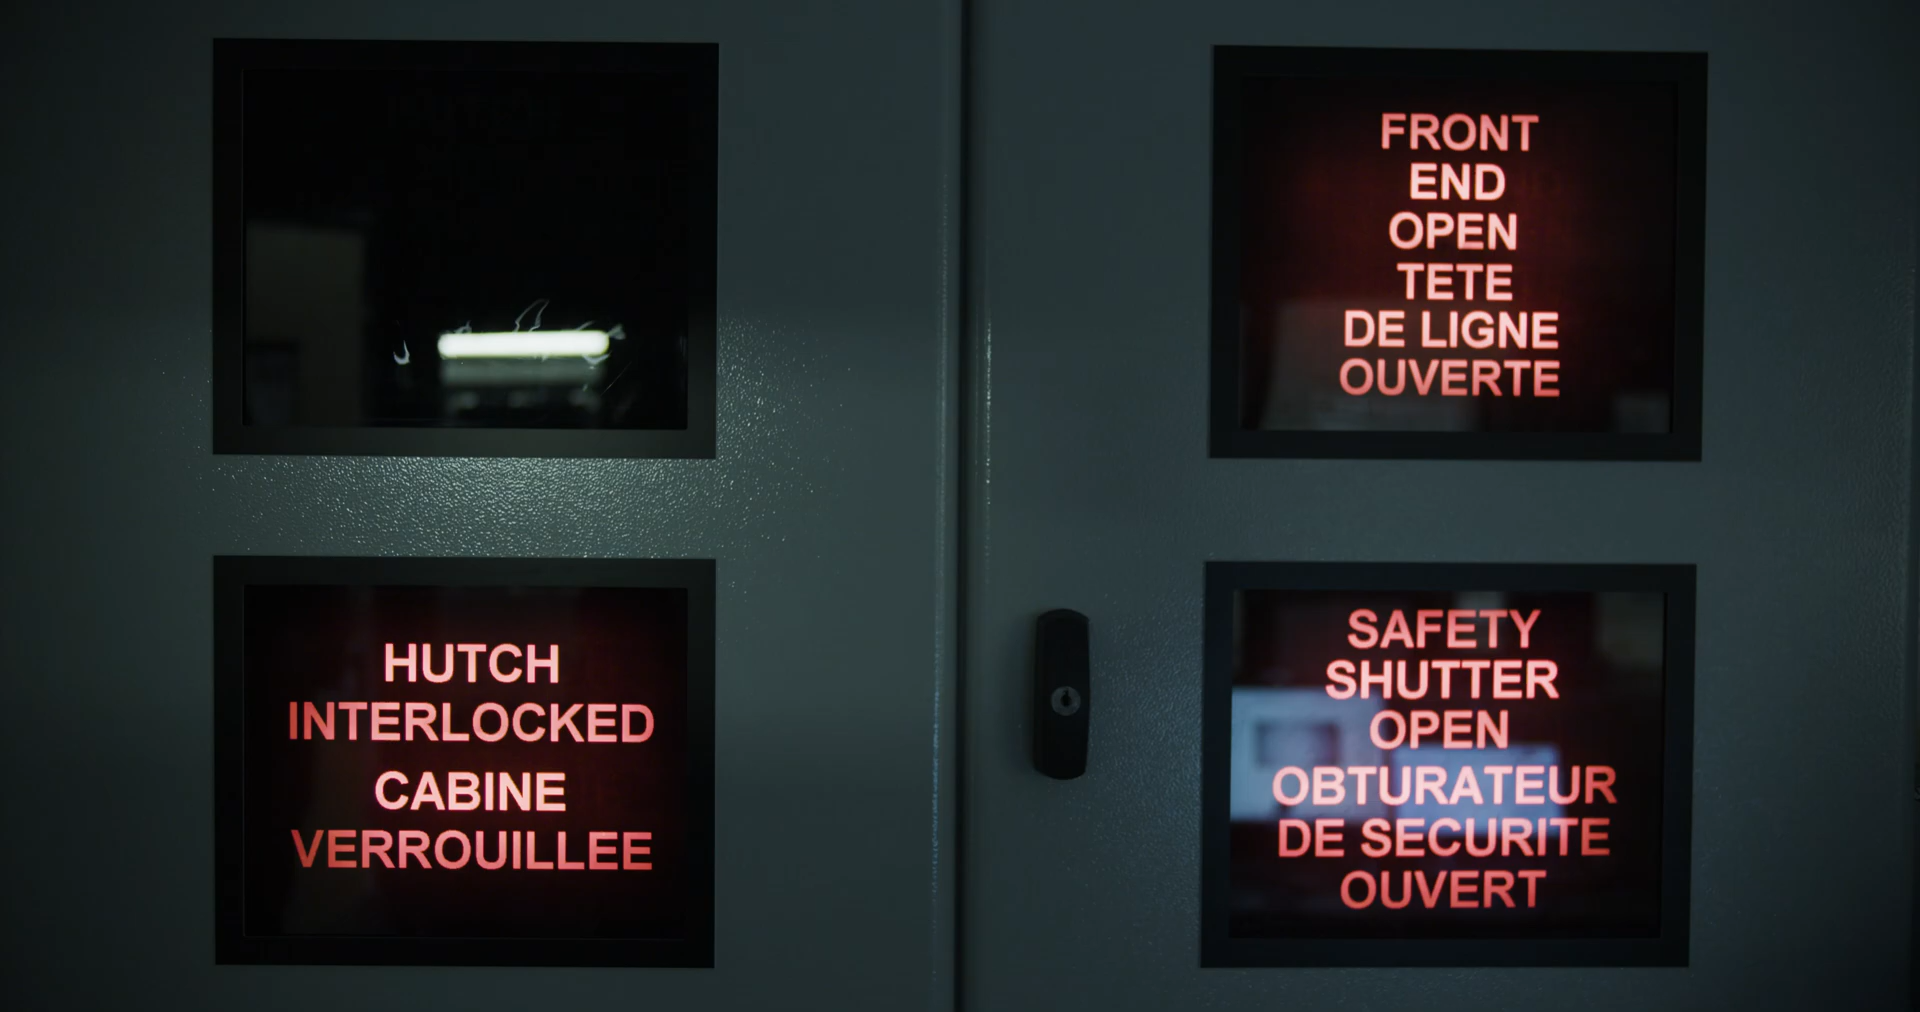 FRONT
END
OPEN
TETE
DE LIGNE
OUVERTE
HUTCH
INTERLOCKED
CABINE
VERROUILLEE
SAFETY
SHUTTER
OPEN
OBTURATEUR
DE SECURITE
OUVERT